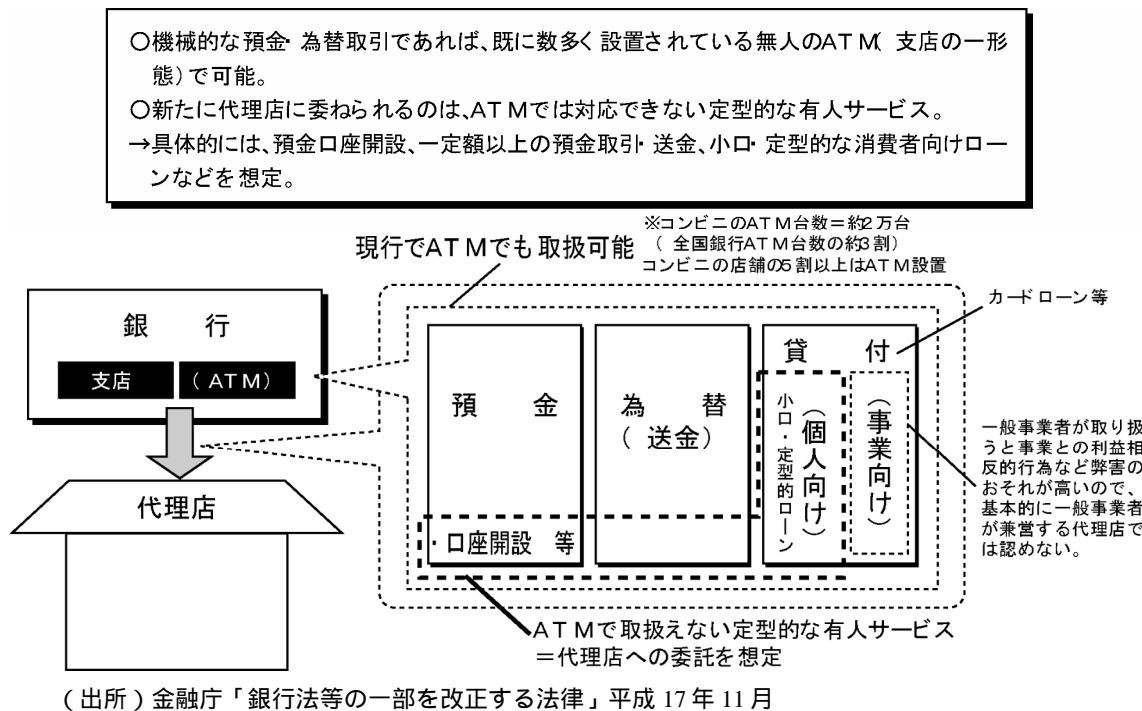 ○機械的な預金・為替取引であれば、既に数多く設置されている無人のATM(支店の一形
態)で可能。
○新たに代理店に委ねられるのは、ATMでは対応できない定型的な有人サービス。
→具体的には、預金口座開設、一定額以上の預金取引・送金、小口・定型的な消費者向けロー
ンなどを想定。
※コンビニのATM台数=約2万台
(全国銀行ATM台数の約3割)
コンビニの店舗の5割以上はATM設置
現行でATMでも取扱可能
カードローン等
銀 行
支店
(ATM)
代理店
預 金
・口座開設 等
為 替
(送金)
貸 付
(個人向け)
小口・定型的ローン
(事業向け)
一般事業者が取り扱
うと事業との利益相
反的行為など弊害の
おそれが高いので、
基本的に一般事業者
が兼営する代理店で
は認めない。
ATMで取扱えない定型的な有人サービス
=代理店への委託を想定
(出所)金融庁「銀行法等の一部を改正する法律」平成17年11月